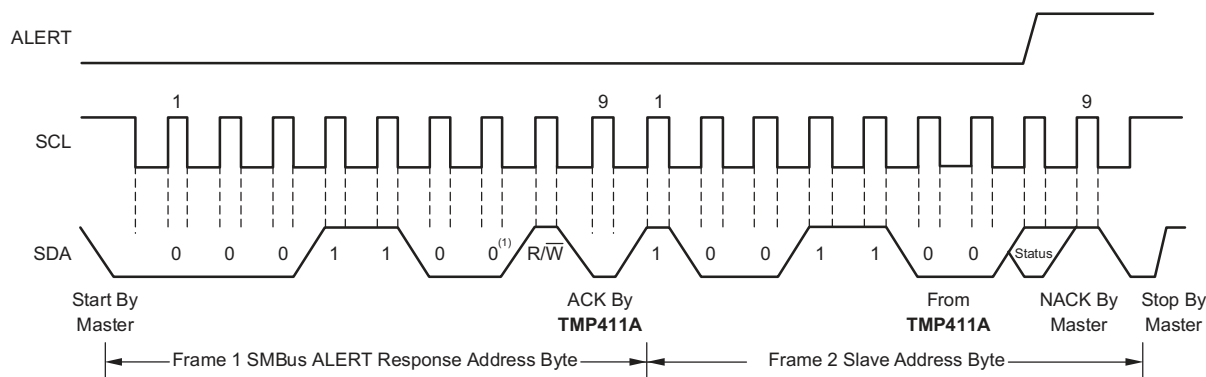 ALERT
1 9 1 9
SCL
SDA
0 0 0 1 1 0 0(1) R/W̅ 1 0 0 1 1 0 0 Status
Start By
Master
ACK By
TMP411A
From
TMP411A
NACK By
Master
Stop By
Master
Frame 1 SMBus ALERT Response Address Byte
Frame 2 Slave Address Byte